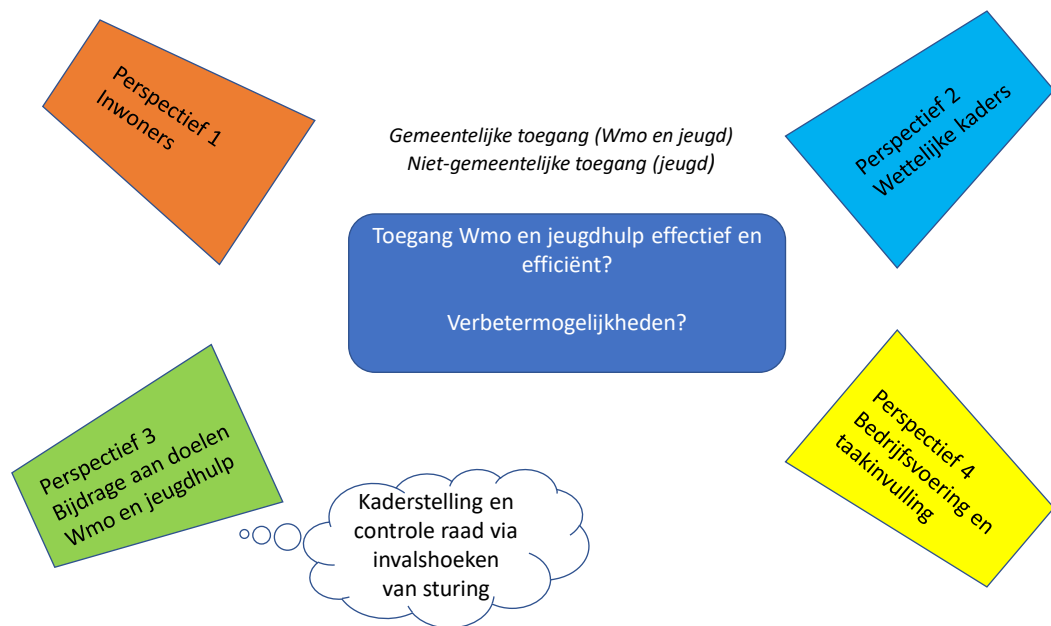 Perspectief 1
Inwoners
Gemeentelijke toegang (Wmo en jeugd)
Niet-gemeentelijke toegang (jeugd)
Perspectief 2
Wettelijke kaders
Toegang Wmo en jeugdhulp effectief en
efficiënt?
Verbetermogelijkheden?
Perspectief 3
Bijdrage aan doelen
Wmo en jeugdhulp
Kaderstelling en
controle raad via
invalshoeken
van sturing
Perspectief 4
Bedrijfsvoering en
taakinvulling